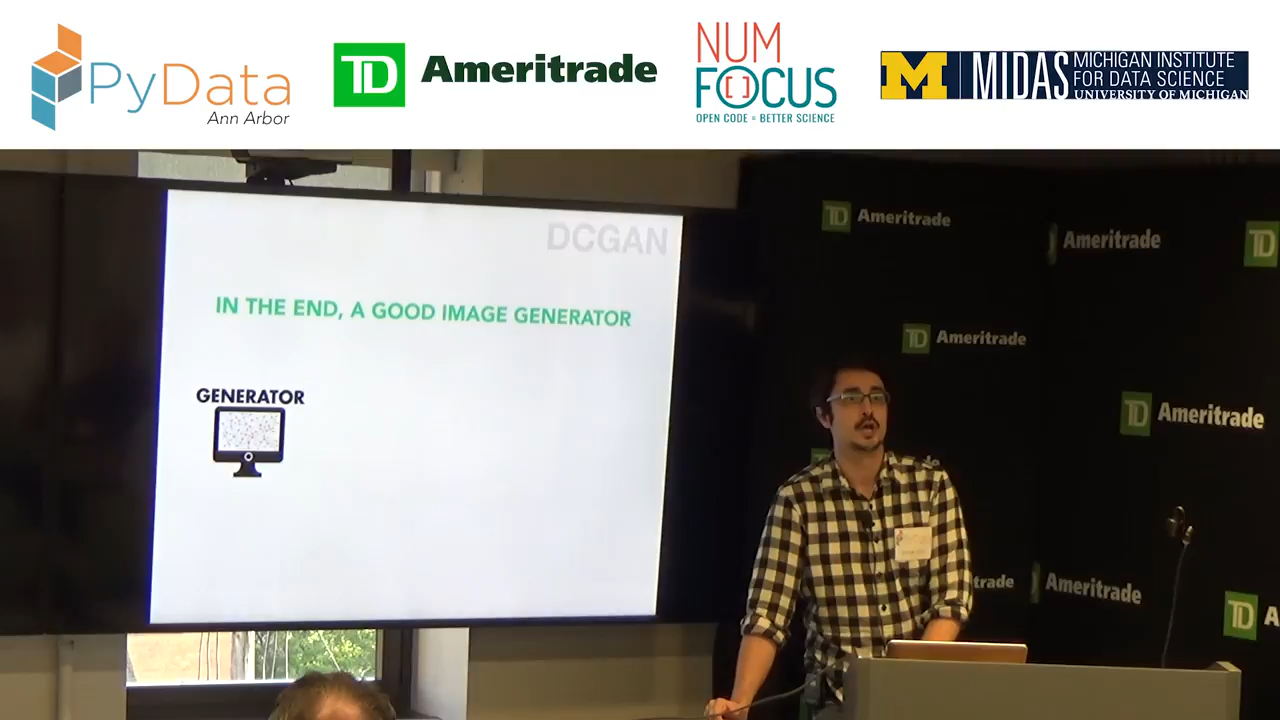 PyData
Ann Arbor
TD Ameritrade
NUM
FOCUS
OPEN CODE = BETTER SCIENCE
M MIDAS
MICHIGAN INSTITUTE
FOR DATA SCIENCE
UNIVERSITY OF MICHIGAN
DCGAN
IN THE END, A GOOD IMAGE GENERATOR
GENERATOR
TD Ameritrade
Ameritrade
TD
TD Ameritrade
TD Ameritrade
trade
Ameritrade
TD A